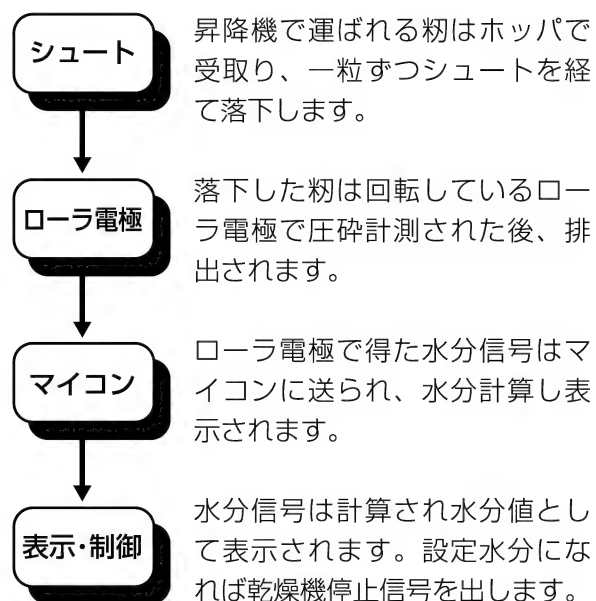 シュート
昇降機で運ばれる籾はホッパで
受取り、一粒ずつシュートを経
て落下します。
ローラ電極
落下した籾は回転しているロー
ラ電極で圧砕計測された後、排
出されます。
マイコン
ローラ電極で得た水分信号はマ
イコンに送られ、水分計算し表
示されます。
表示・制御
水分信号は計算され水分値とし
て表示されます。設定水分にな
れば乾燥機停止信号を出します。